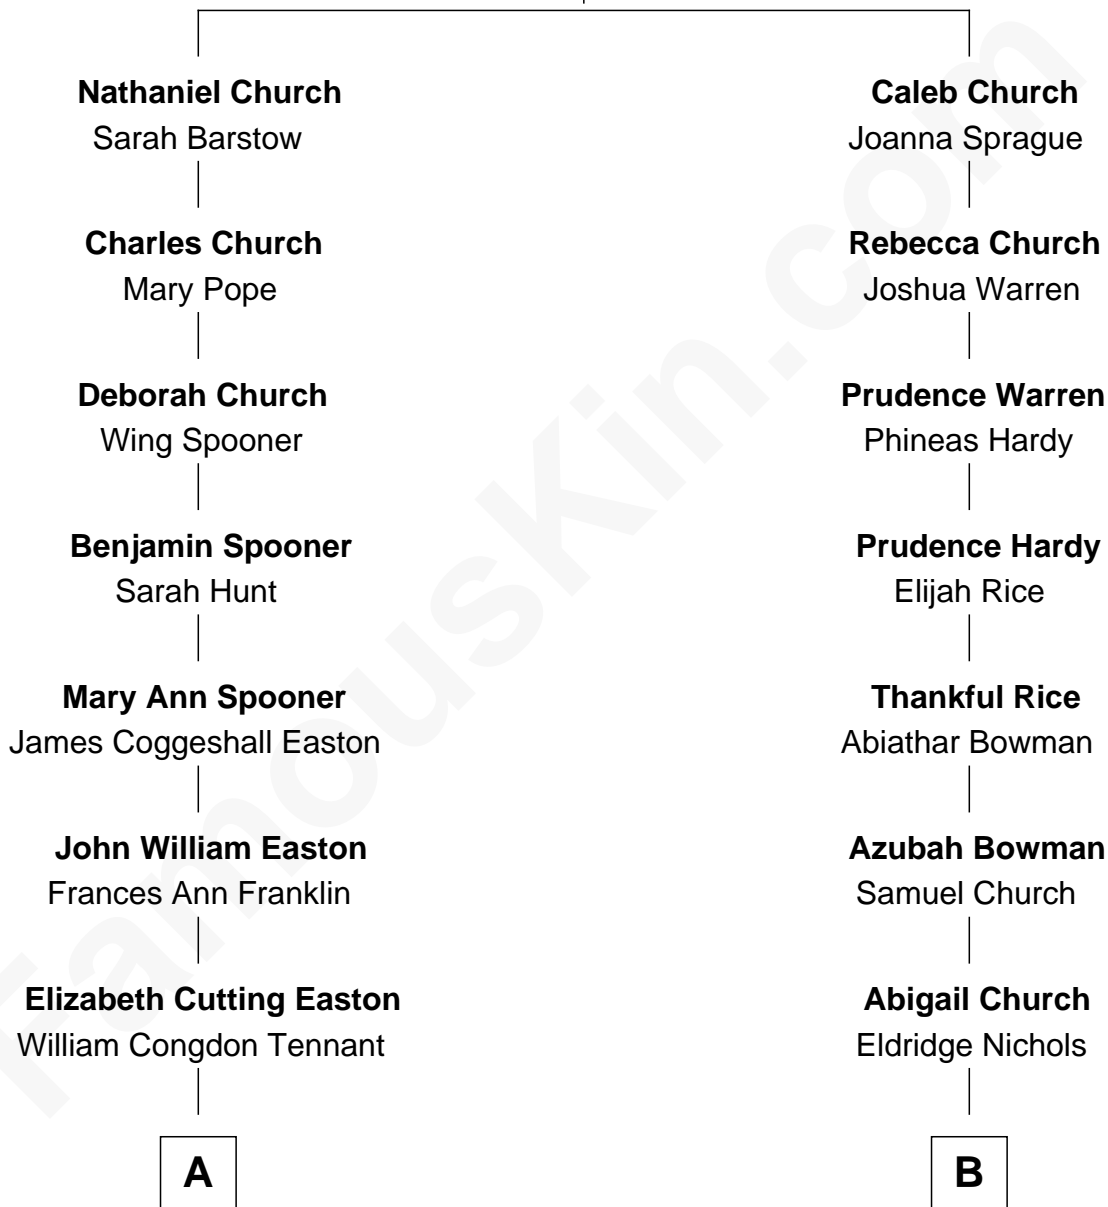 Nathaniel Church
Sarah Barstow
Charles Church
Mary Pope
Deborah Church
Wing Spooner
Benjamin Spooner
Sarah Hunt
Mary Ann Spooner
James Coggeshall Easton
John William Easton
Frances Ann Franklin
Elizabeth Cutting Easton
William Congdon Tennant
A
Caleb Church
Joanna Sprague
Rebecca Church
Joshua Warren
Prudence Warren
Phineas Hardy
Prudence Hardy
Elijah Rice
Thankful Rice
Abiathar Bowman
Azubah Bowman
Samuel Church
Abigail Church
Eldridge Nichols
B
FamousKin.com